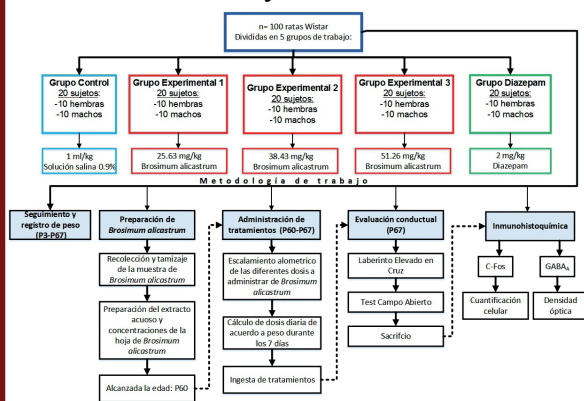 n= 100 ratas Wistar
Divididas en 5 grupos de trabajo:
Grupo Control
20 sujetos:
-10 hembras
-10 machos
Grupo Experimental 1
20 sujetos:
-10 hembras
-10 machos
Grupo Experimental 2
20 sujetos:
-10 hembras
-10 machos
Grupo Experimental 3
20 sujetos:
-10 hembras
-10 machos
Grupo Diazepam
20 sujetos:
-10 hembras
-10 machos
1 ml/kg
Solución salina 0.9%
25.63 mg/kg
Brosimum alicastrum
38.43 mg/kg
Brosimum alicastrum
51.26 mg/kg
Brosimum alicastrum
2 mg/kg
Diazepam
Metodología de trabajo
Seguimiento y
registro de peso
(P3-P67)
Preparación de
Brosimum alicastrum
Recolección y tamizaje
de la muestra de
Brosimum alicastrum
Preparación del extracto
acuoso y
concentraciones de la
hoja de Brosimum
alicastrum
Alcanzada la edad: P60
Administración de
tratamientos (P60-P67)
Escalamiento alometrico
de las diferentes dosis a
administrar de Brosimum
alicastrum
Cálculo de dosis diaria de
acuerdo a peso durante
los 7 días
Ingesta de tratamientos
Evaluación conductual
(P67)
Laberinto Elevado en
Cruz
Test Campo Abierto
Sacrifcio
Inmunohistoquímica
C-Fos
Cuantificación
celular
GABAA
Densidad
óptica